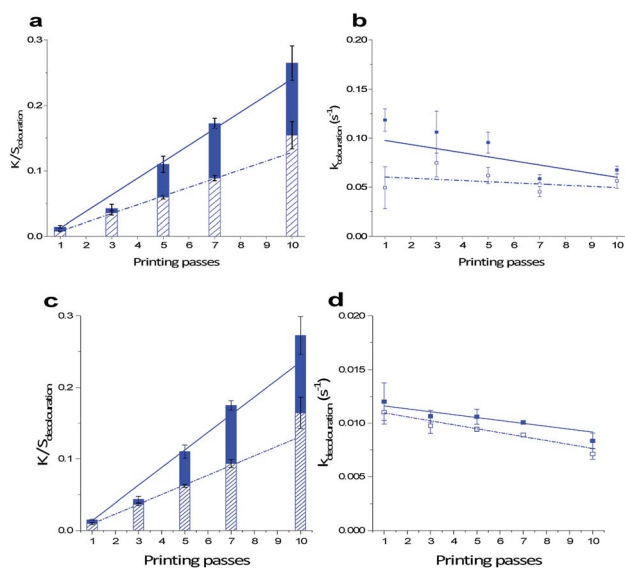 a
0.3
0.2
0.1
0.0
K/Scolouration
1 2 3 4 5 6 7 8 9 10
Printing passes
b
0.20
0.15
0.10
0.05
0.00
kcolouration (s-1)
1 2 3 4 5 6 7 8 9 10
Printing passes
c
0.3
0.2
0.1
0.0
K/Sdecolouration
1 2 3 4 5 6 7 8 9 10
Printing passes
d
0.020
0.015
0.010
0.005
0.000
kdecolouration (s-1)
1 2 3 4 5 6 7 8 9 10
Printing passes